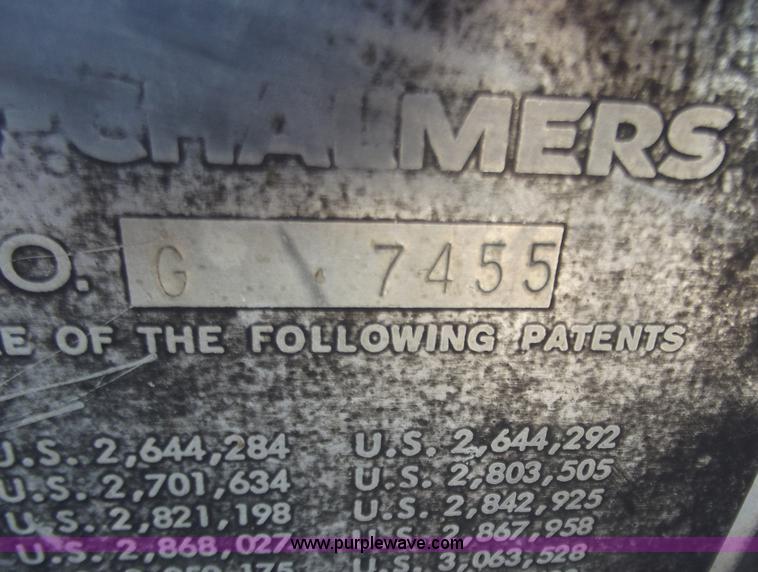 -CHALMERS
O. G 7455
E OF THE FOLLOWING PATENTS
U.S. 2,644,284 U.S. 2,644,292
U.S. 2,701,634 U.S. 2,803,505
U.S. 2,821,198 U.S. 2,842,925
U.S. 2,868,027 U.S. 2,867,958
www.purplewave.com
175 U.S. 3,063,528